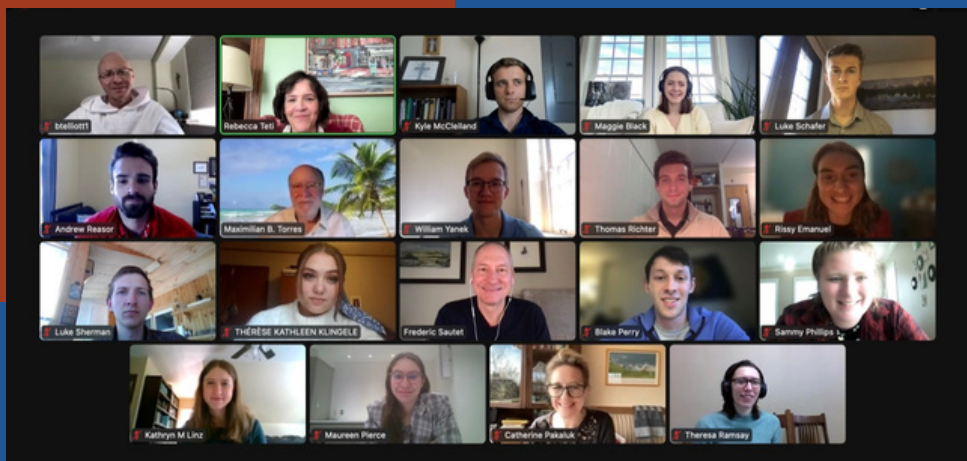 btelliott1
Rebecca Teti
Kyle McClelland
Maggie Black
Luke Schafer
Andrew Reasor
Maximilian B. Torres
William Yanek
Thomas Richter
Rissy Emanuel
Luke Sherman
THÉRÈSE KATHLEEN KLINGELE
Frederic Sautet
Blake Perry
Sammy Phillips
Kathryn M Linz
Maureen Pierce
Catherine Pakaluk
Theresa Ramsay